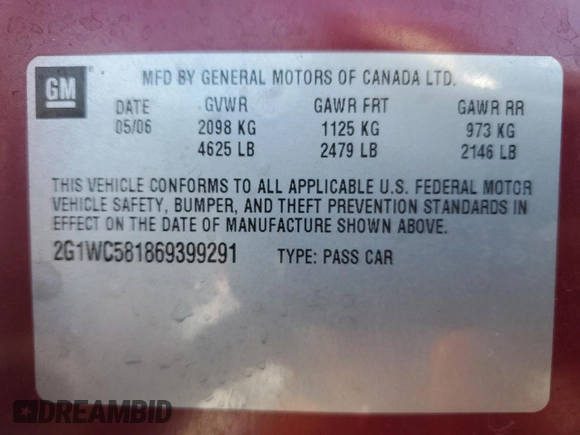 GM
MFD BY GENERAL MOTORS OF CANADA LTD.
DATE GVWR GAWR FRT GAWR RR
05/06 2098 KG 1125 KG 973 KG
4625 LB 2479 LB 2146 LB
THIS VEHICLE CONFORMS TO ALL APPLICABLE U.S. FEDERAL MOTOR
VEHICLE SAFETY, BUMPER, AND THEFT PREVENTION STANDARDS IN
EFFECT ON THE DATE OF MANUFACTURE SHOWN ABOVE.
2G1WC581869399291 TYPE: PASS CAR
DREAMBID